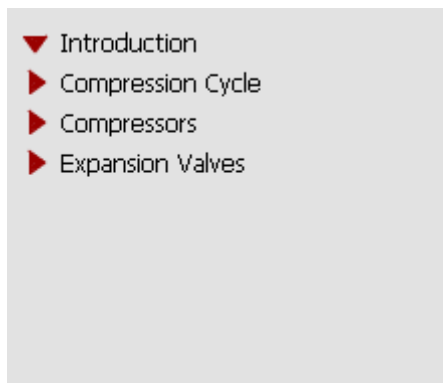 Introduction
Compression Cycle
Compressors
Expansion Valves